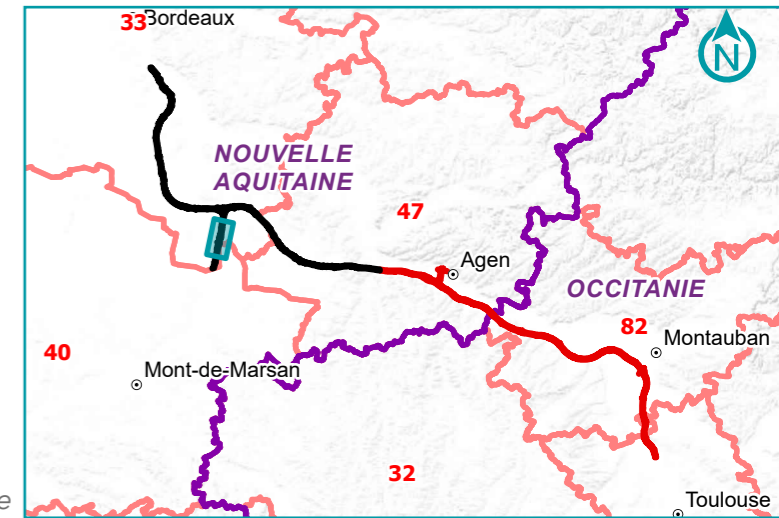 33
Bordeaux
N
NOUVELLE
AQUITAINE
47
Agen
OCCITANIE
82
Montauban
40
Mont-de-Marsan
32
Toulouse
e